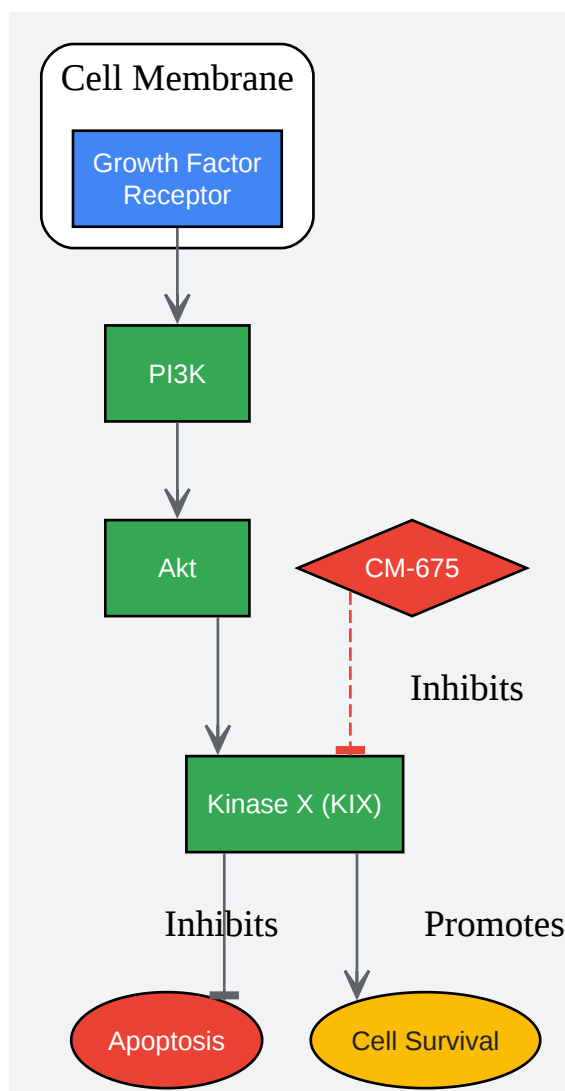 Cell Membrane
Growth Factor
Receptor
PI3K
Akt
CM-675
Inhibits
Kinase X (KIX)
Inhibits
Promotes
Apoptosis
Cell Survival